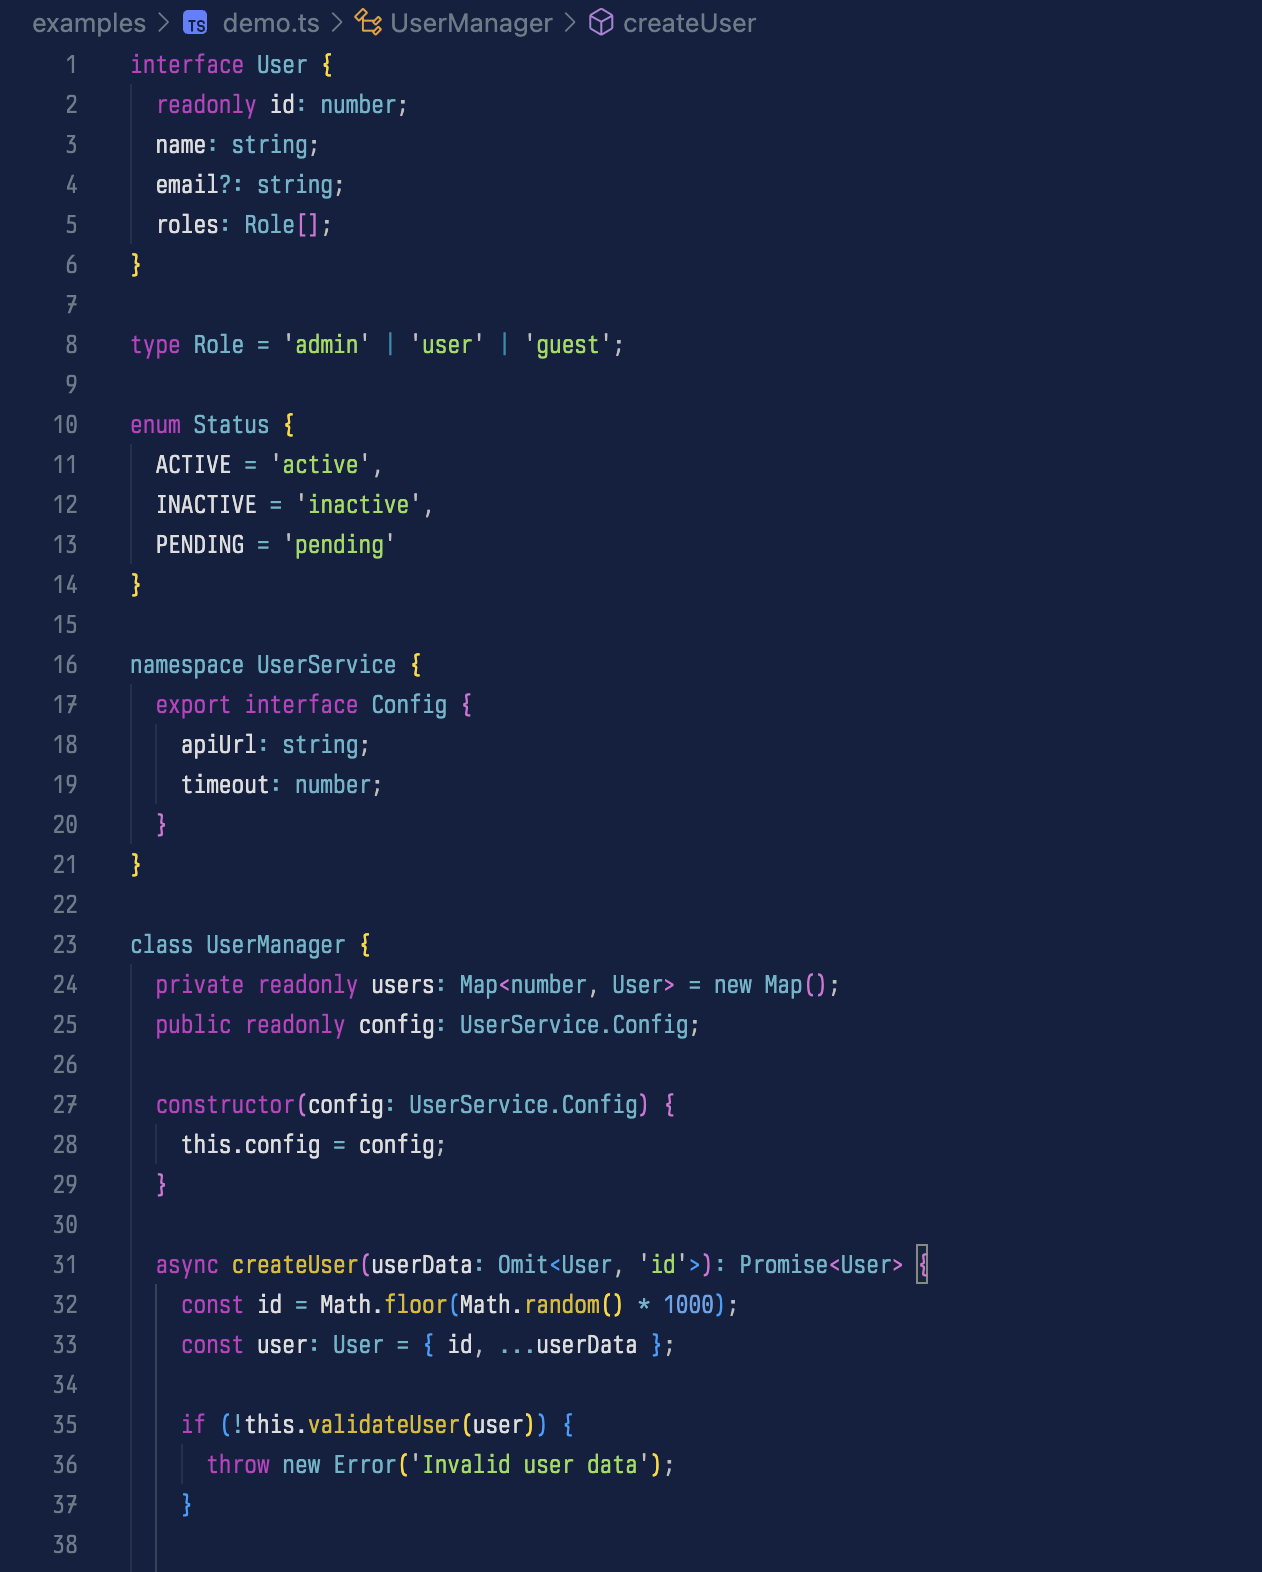 examples > TS demo.ts > UserManager > createUser
1 interface User {
2   readonly id: number;
3   name: string;
4   email?: string;
5   roles: Role[];
6 }
7
8 type Role = 'admin' | 'user' | 'guest';
9
10 enum Status {
11   ACTIVE = 'active',
12   INACTIVE = 'inactive',
13   PENDING = 'pending'
14 }
15
16 namespace UserService {
17   export interface Config {
18     apiUrl: string;
19     timeout: number;
20   }
21 }
22
23 class UserManager {
24   private readonly users: Map<number, User> = new Map();
25   public readonly config: UserService.Config;
26
27   constructor(config: UserService.Config) {
28     this.config = config;
29   }
30
31   async createUser(userData: Omit<User, 'id'>): Promise<User> {
32     const id = Math.floor(Math.random() * 1000);
33     const user: User = { id, ...userData };
34
35     if (!this.validateUser(user)) {
36       throw new Error('Invalid user data');
37     }
38